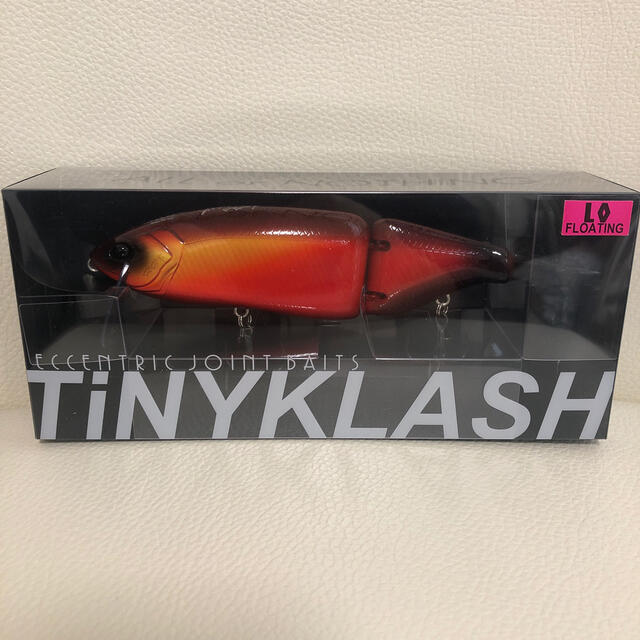 LO
FLOATING
ECCENTRIC JOINT BAITS
TiNYKLASH